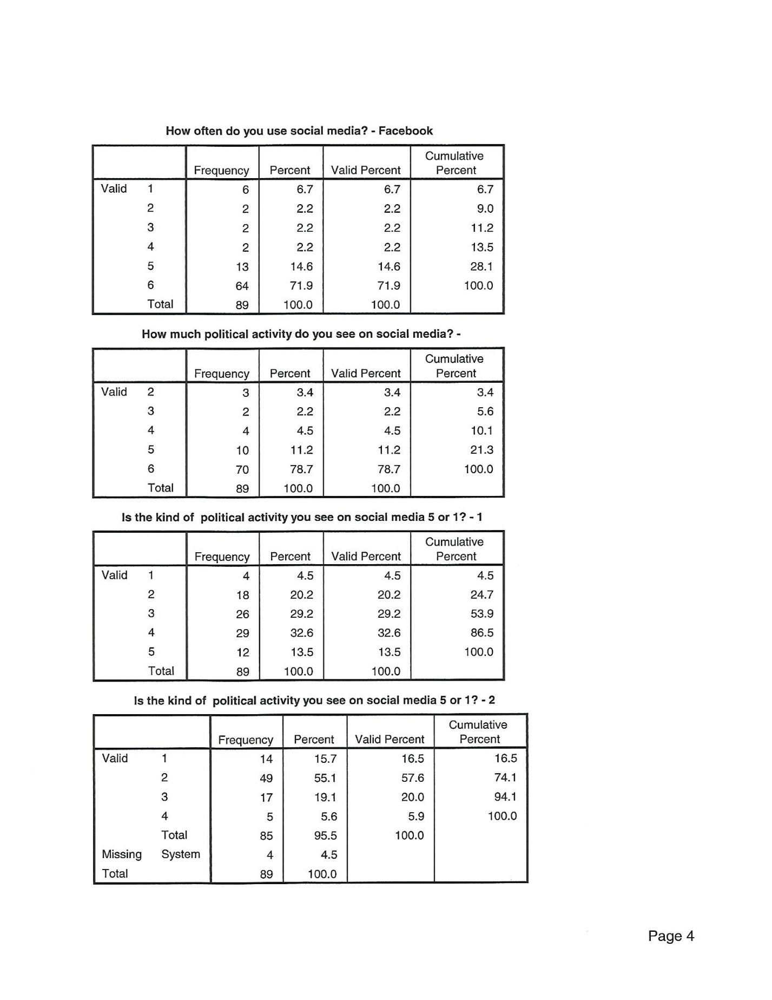 How often do you use social media? - Facebook
Frequency Percent Valid Percent Cumulative Percent
Valid 1 6 6.7 6.7 6.7
2 2 2.2 2.2 9.0
3 2 2.2 2.2 11.2
4 2 2.2 2.2 13.5
5 13 14.6 14.6 28.1
6 64 71.9 71.9 100.0
Total 89 100.0 100.0
How much political activity do you see on social media? -
Frequency Percent Valid Percent Cumulative Percent
Valid 2 3 3.4 3.4 3.4
3 2 2.2 2.2 5.6
4 4 4.5 4.5 10.1
5 10 11.2 11.2 21.3
6 70 78.7 78.7 100.0
Total 89 100.0 100.0
Is the kind of political activity you see on social media 5 or 1? - 1
Frequency Percent Valid Percent Cumulative Percent
Valid 1 4 4.5 4.5 4.5
2 18 20.2 20.2 24.7
3 26 29.2 29.2 53.9
4 29 32.6 32.6 86.5
5 12 13.5 13.5 100.0
Total 89 100.0 100.0
Is the kind of political activity you see on social media 5 or 1? - 2
Frequency Percent Valid Percent Cumulative Percent
Valid 1 14 15.7 16.5 16.5
2 49 55.1 57.6 74.1
3 17 19.1 20.0 94.1
4 5 5.6 5.9 100.0
Total 85 95.5 100.0
Missing System 4 4.5
Total 89 100.0
Page 4